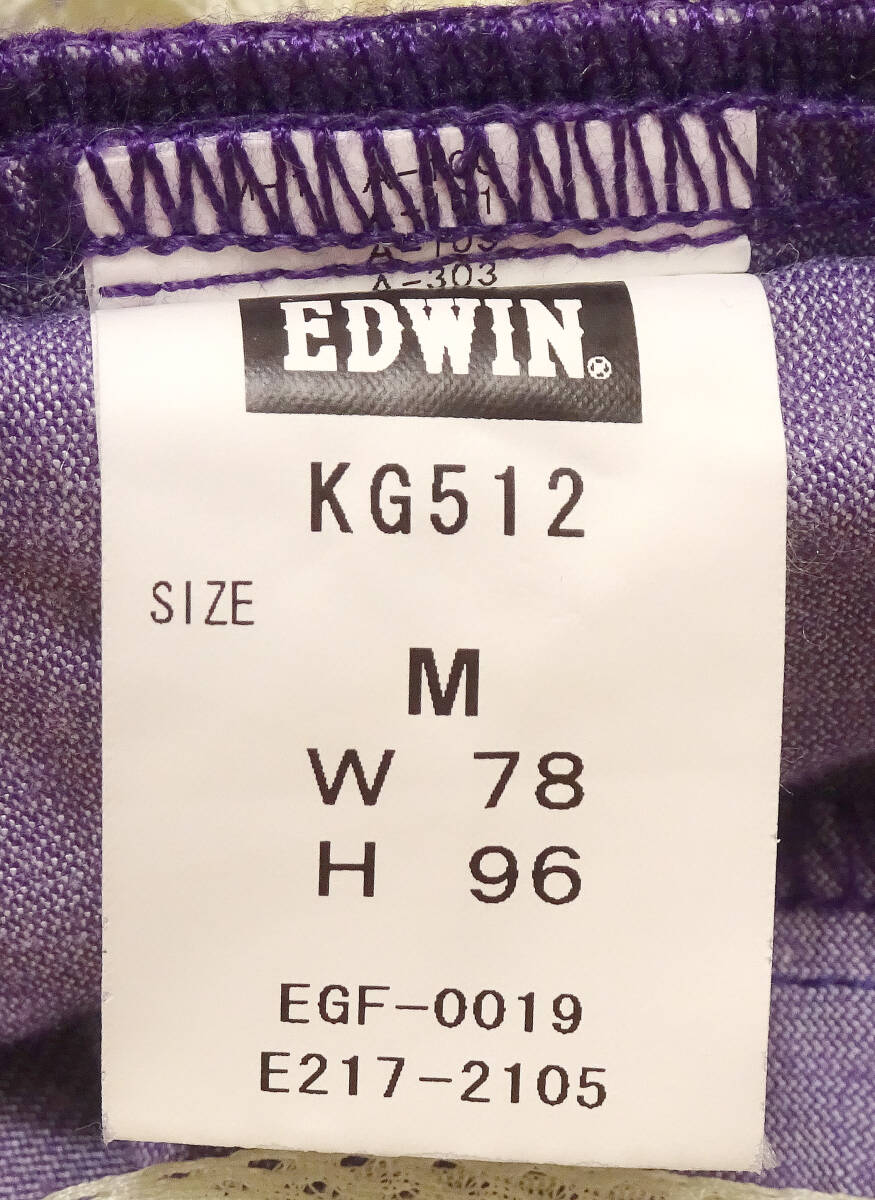 A-303
EDWIN®
KG512
SIZE
M
W 78
H 96
EGF-0019
E217-2105